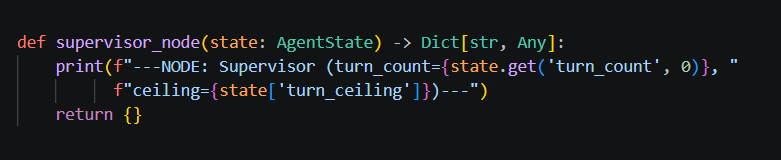 def supervisor_node(state: AgentState) -> Dict[str, Any]:
    print(f"---NODE: Supervisor (turn_count={state.get('turn_count', 0)}, "
          f"ceiling={state['turn_ceiling']})---")
    return {}